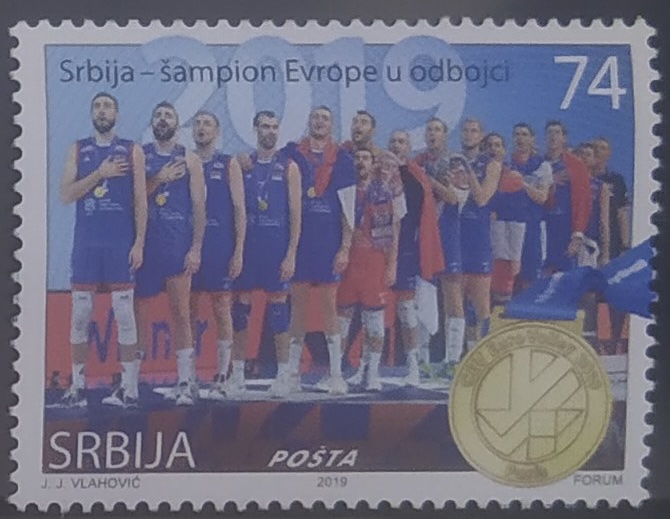 2019
Srbija – šampion Evrope u odbojci
74
SRBIJA
POŠTA
J. J. VLAHOVIĆ
2019
FORUM